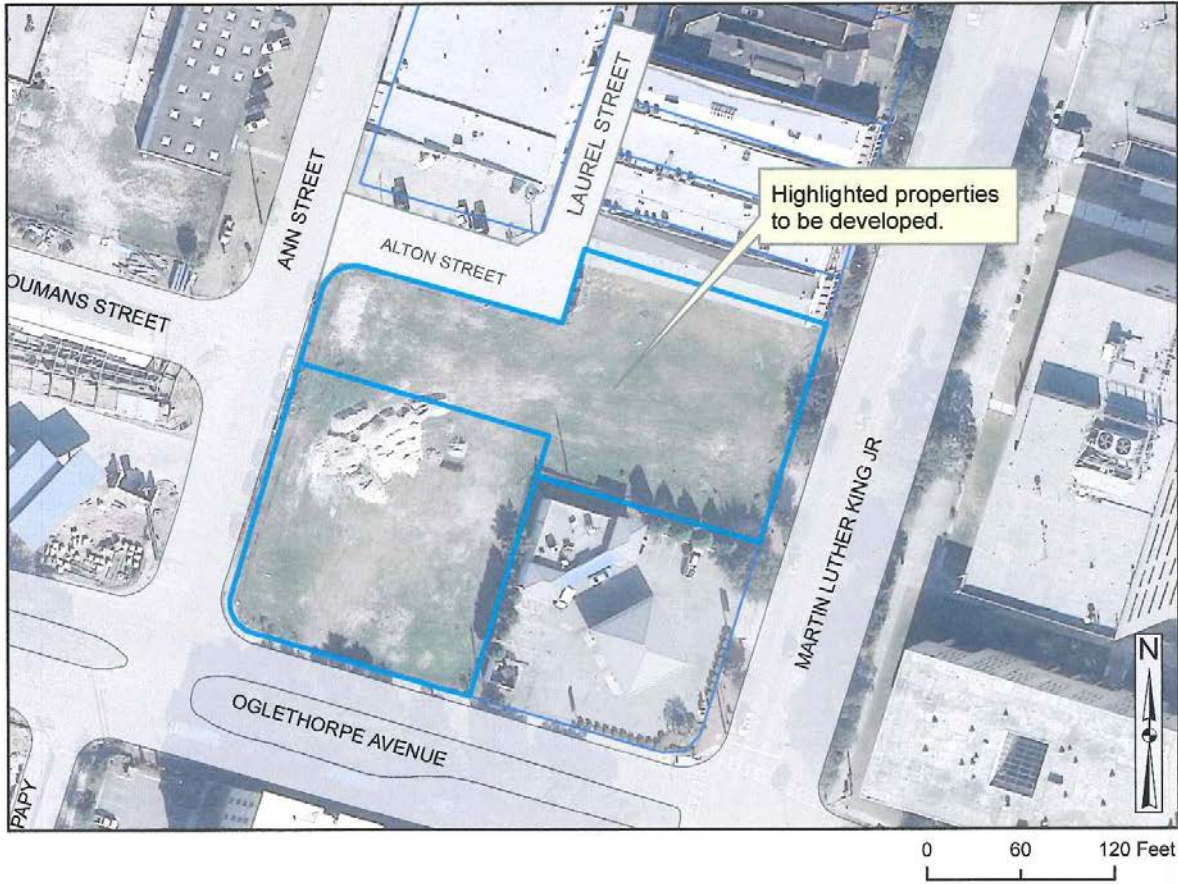 LAUREL STREET
ANN STREET
Highlighted properties
to be developed.
ALTON STREET
OUMANS STREET
MARTIN LUTHER KING JR
OGLETHORPE AVENUE
PAPY
N
0 60 120 Feet